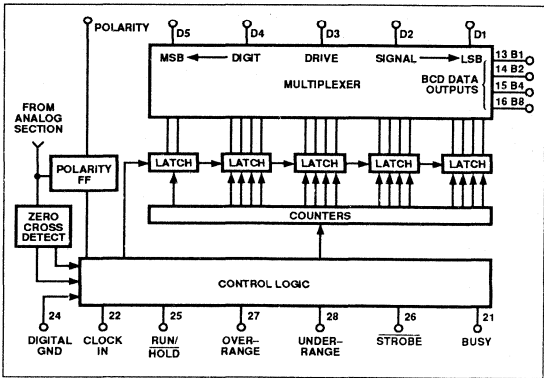 POLARITY
D5
D4
D3
D2
D1
MSB
DIGIT
DRIVE
SIGNAL
LSB
MULTIPLEXER
BCD DATA
OUTPUTS
13 B1
14 B2
15 B4
16 B8
FROM
ANALOG
SECTION
POLARITY
FF
ZERO
CROSS
DETECT
LATCH
LATCH
LATCH
LATCH
LATCH
COUNTERS
CONTROL LOGIC
24
22
25
27
28
26
21
DIGITAL
GND
CLOCK
IN
RUN/
HOLD
OVER–
RANGE
UNDER–
RANGE
STROBE
BUSY